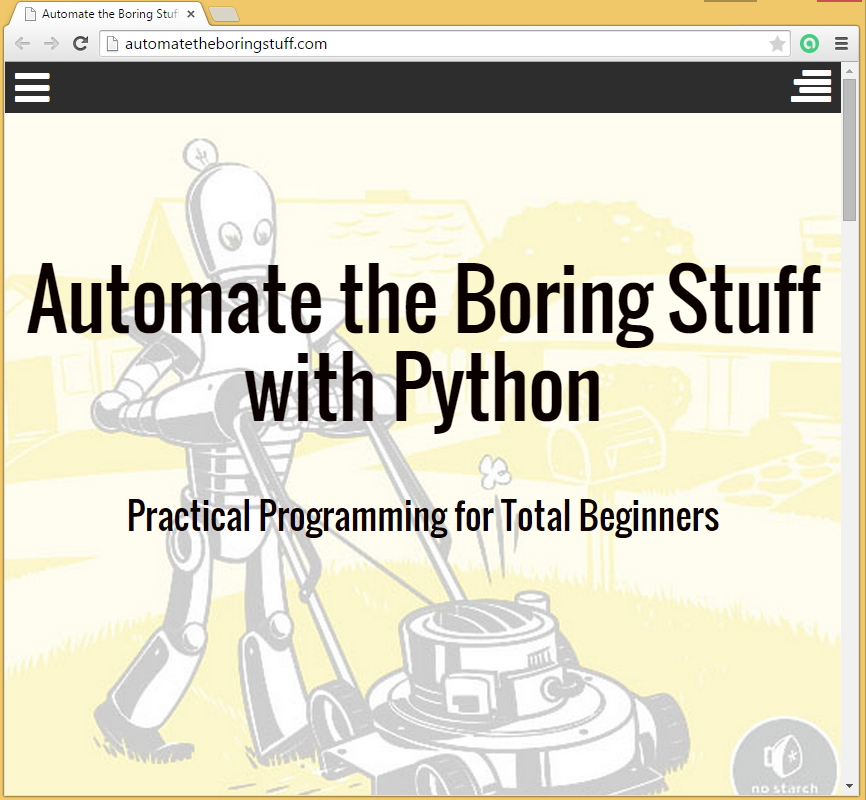 Automate the Boring Stuf
automatetheboringstuff.com
Automate the Boring Stuff
with Python
Practical Programming for Total Beginners
no starch